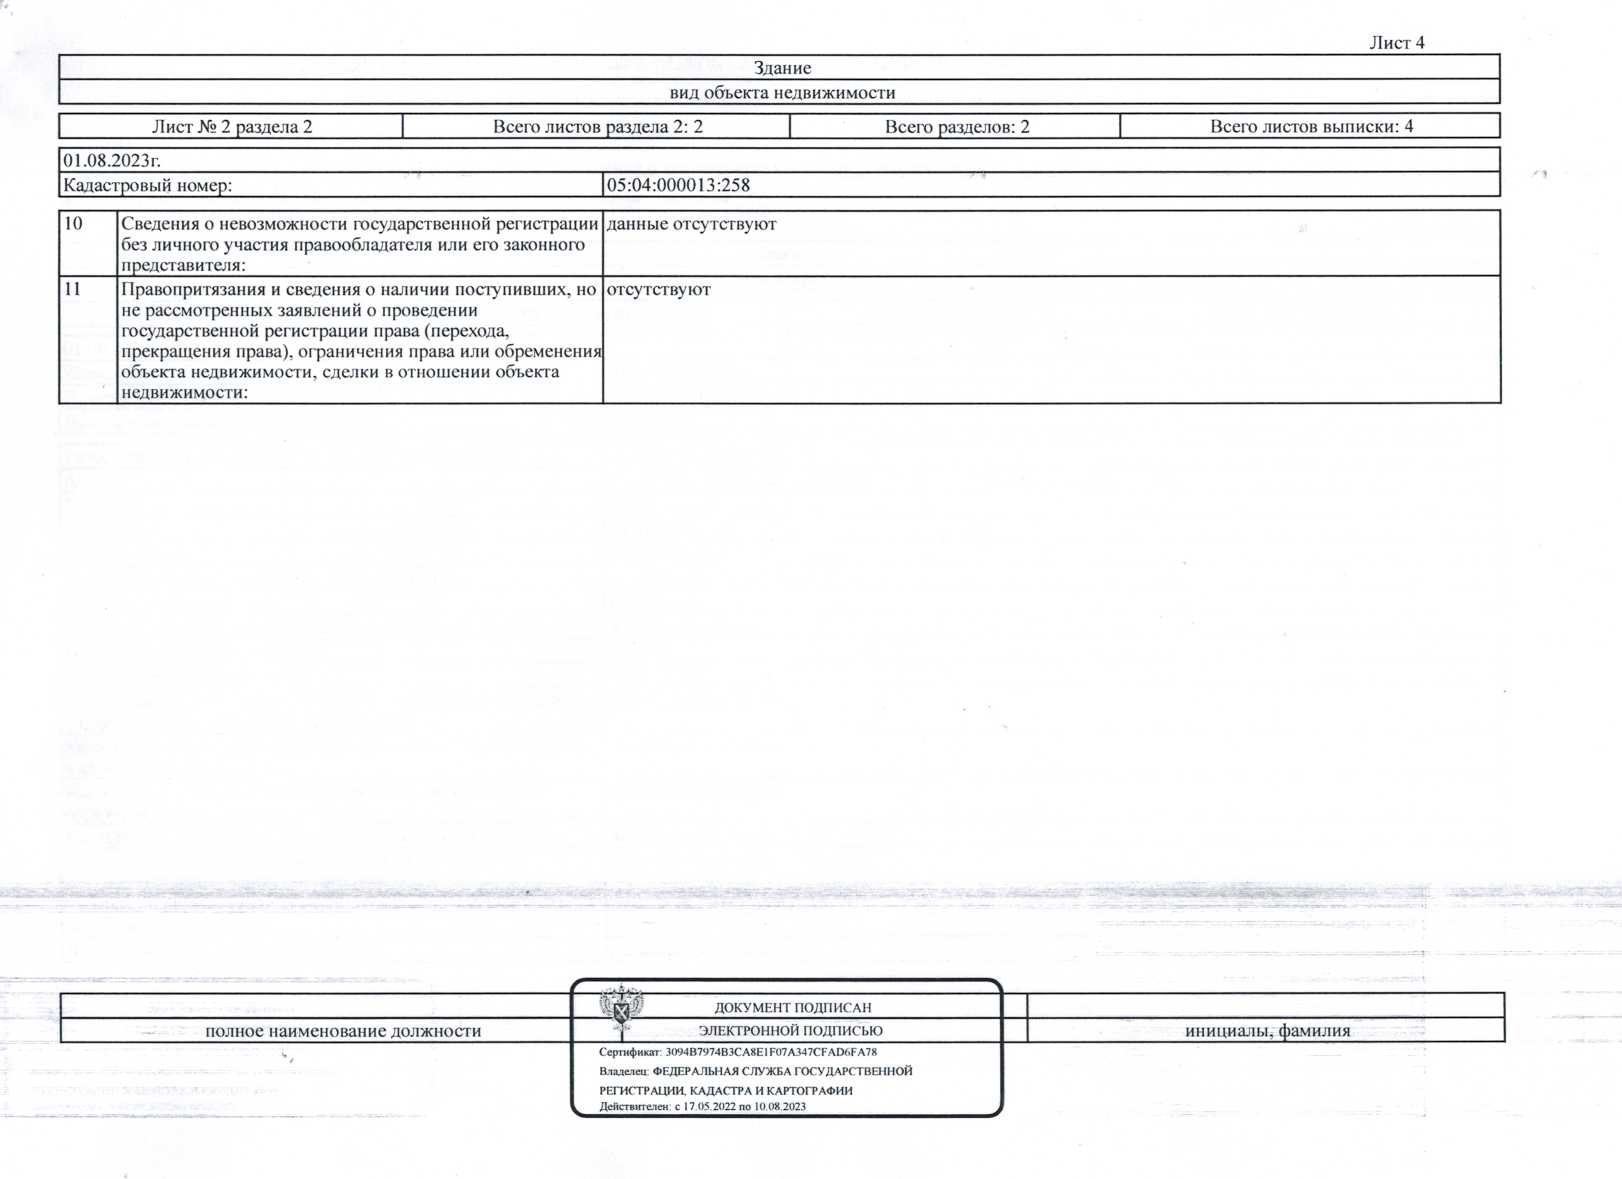 Лист 4
Здание
вид объекта недвижимости
Лист № 2 раздела 2 Всего листов раздела 2: 2 Всего разделов: 2 Всего листов выписки: 4
01.08.2023г.
Кадастровый номер: 05:04:000013:258
10 Сведения о невозможности государственной регистрации данные отсутствуют
без личного участия правообладателя или его законного
представителя:
11 Правопритязания и сведения о наличии поступивших, но отсутствуют
не рассмотренных заявлений о проведении
государственной регистрации права (перехода,
прекращения права), ограничения права или обременения
объекта недвижимости, сделки в отношении объекта
недвижимости:
ДОКУМЕНТ ПОДПИСАН
полное наименование должности ЭЛЕКТРОННОЙ ПОДПИСЬЮ инициалы, фамилия
Сертификат: 3094B7974B3CA8E1F07A347CFAD6FA78
Владелец: ФЕДЕРАЛЬНАЯ СЛУЖБА ГОСУДАРСТВЕННОЙ
РЕГИСТРАЦИИ, КАДАСТРА И КАРТОГРАФИИ
Действителен: с 17.05.2022 по 10.08.2023